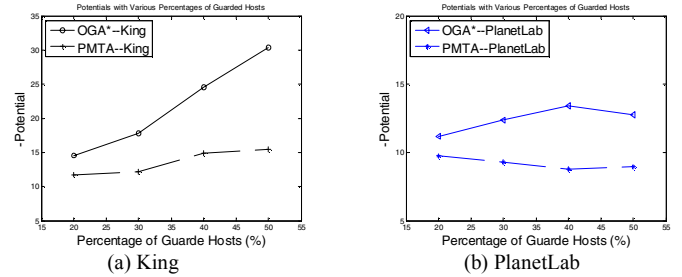 Potentials with Various Percentages of Guarded Hosts
35
30
25
20
15
10
5
-Potential
OGA*--King
PMTA--King
15 20 25 30 35 40 45 50 55
Percentage of Guarde Hosts (%)
(a) King
Potentials with Various Percentages of Guarded Hosts
20
15
10
5
-Potential
OGA*--PlanetLab
PMTA--PlanetLab
15 20 25 30 35 40 45 50 55
Percentage of Guarde Hosts (%)
(b) PlanetLab